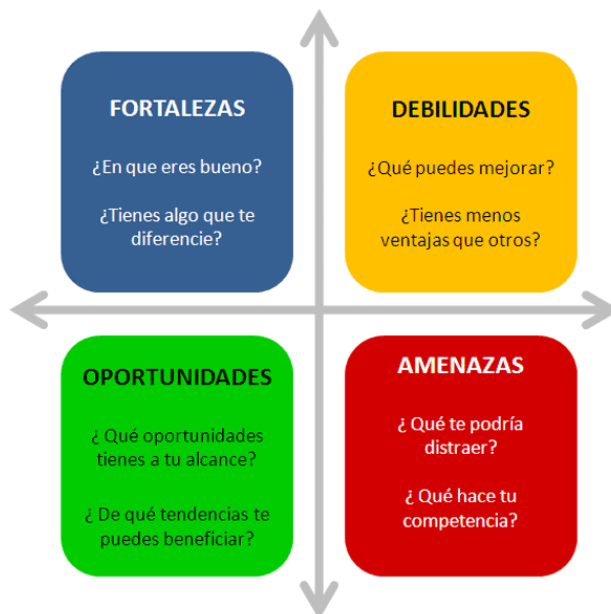 FORTALEZAS
¿En que eres bueno?
¿Tienes algo que te
diferencie?
DEBILIDADES
¿Qué puedes mejorar?
¿Tienes menos
ventajas que otros?
OPORTUNIDADES
¿ Qué oportunidades
tienes a tu alcance?
¿ De qué tendencias te
puedes beneficiar?
AMENAZAS
¿ Qué te podría
distraer?
¿ Qué hace tu
competencia?